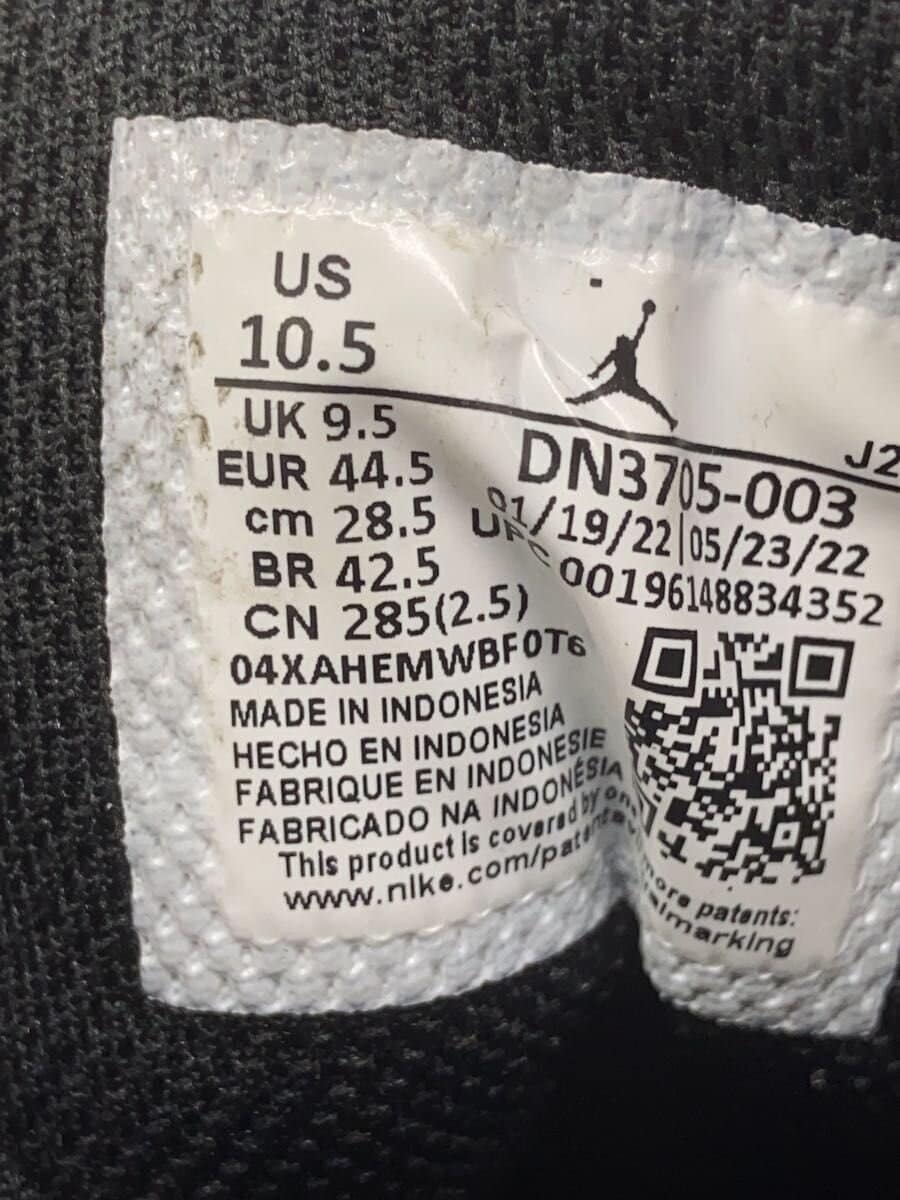 US
10.5
J2
UK 9.5
EUR 44.5
cm 28.5
BR 42.5
CN 285(2.5)
04XAHEMWBF0T6
MADE IN INDONESIA
HECHO EN INDONESIA
FABRIQUE EN INDONESIE
FABRICADO NA INDONÉSIA
This product is covered by
www.nike.com/patent
DN3705-003
01/19/22|05/23/22
UPC 00196148834352
more patents:
marking